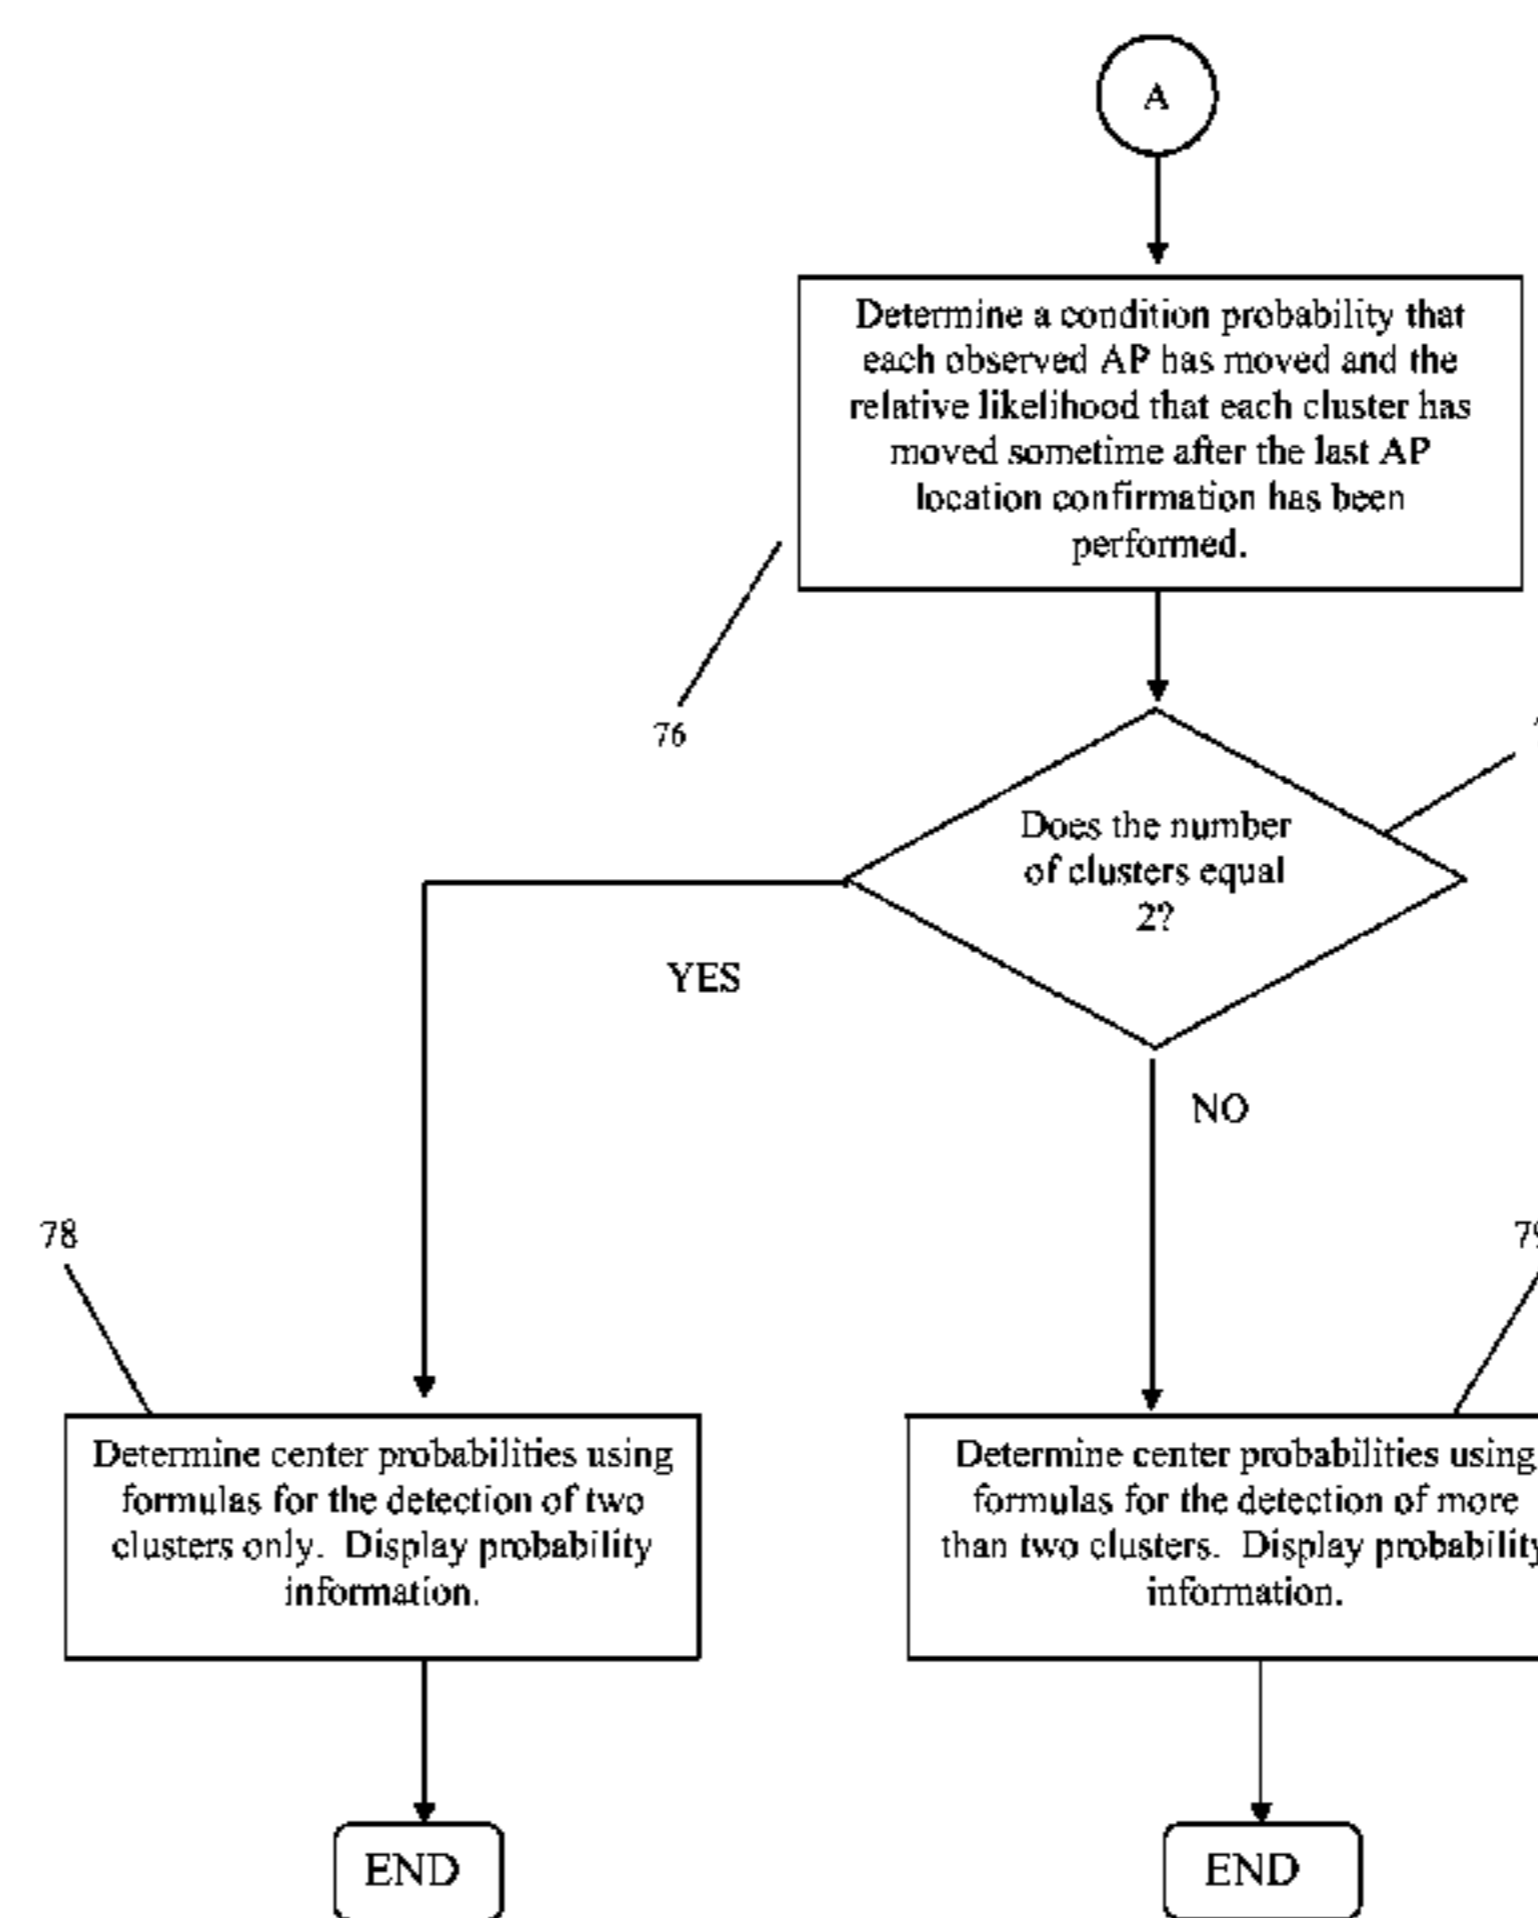 A
Determine a condition probability that
each observed AP has moved and the
relative likelihood that each cluster has
moved sometime after the last AP
location confirmation has been
performed.
76
Does the number
of clusters equal
2?
YES
NO
78
79
Determine center probabilities using
formulas for the detection of two
clusters only. Display probability
information.
Determine center probabilities using
formulas for the detection of more
than two clusters. Display probability
information.
END
END